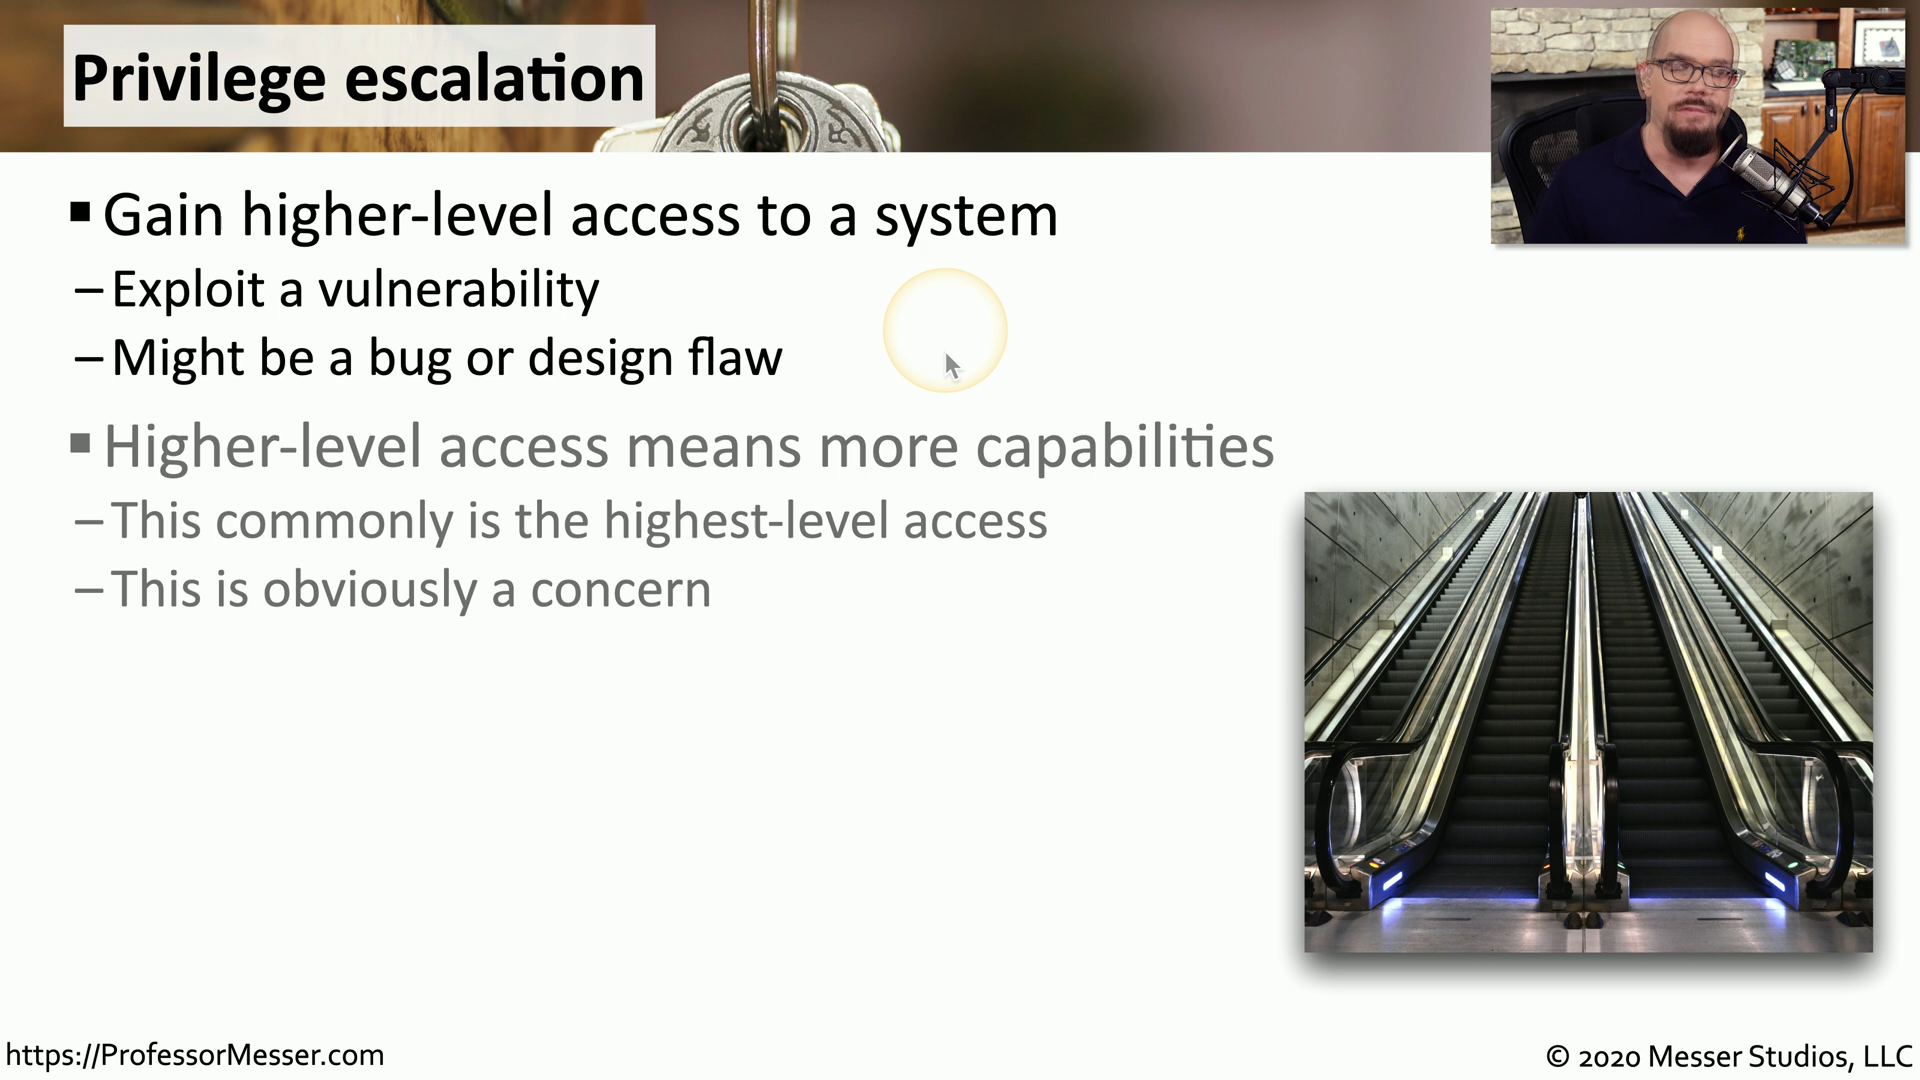 Privilege escalation
▪ Gain higher-level access to a system
– Exploit a vulnerability
– Might be a bug or design flaw
▪ Higher-level access means more capabilities
– This commonly is the highest-level access
– This is obviously a concern
https://ProfessorMesser.com
© 2020 Messer Studios, LLC